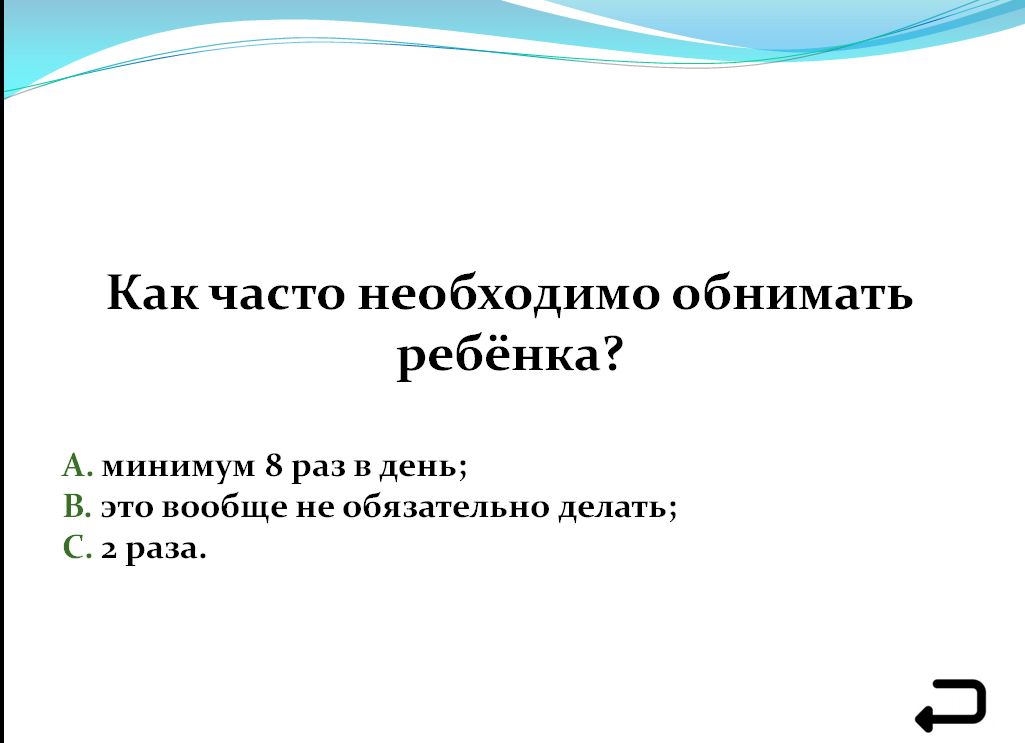 Как часто необходимо обнимать
ребёнка?
A. минимум 8 раз в день;
B. это вообще не обязательно делать;
C. 2 раза.